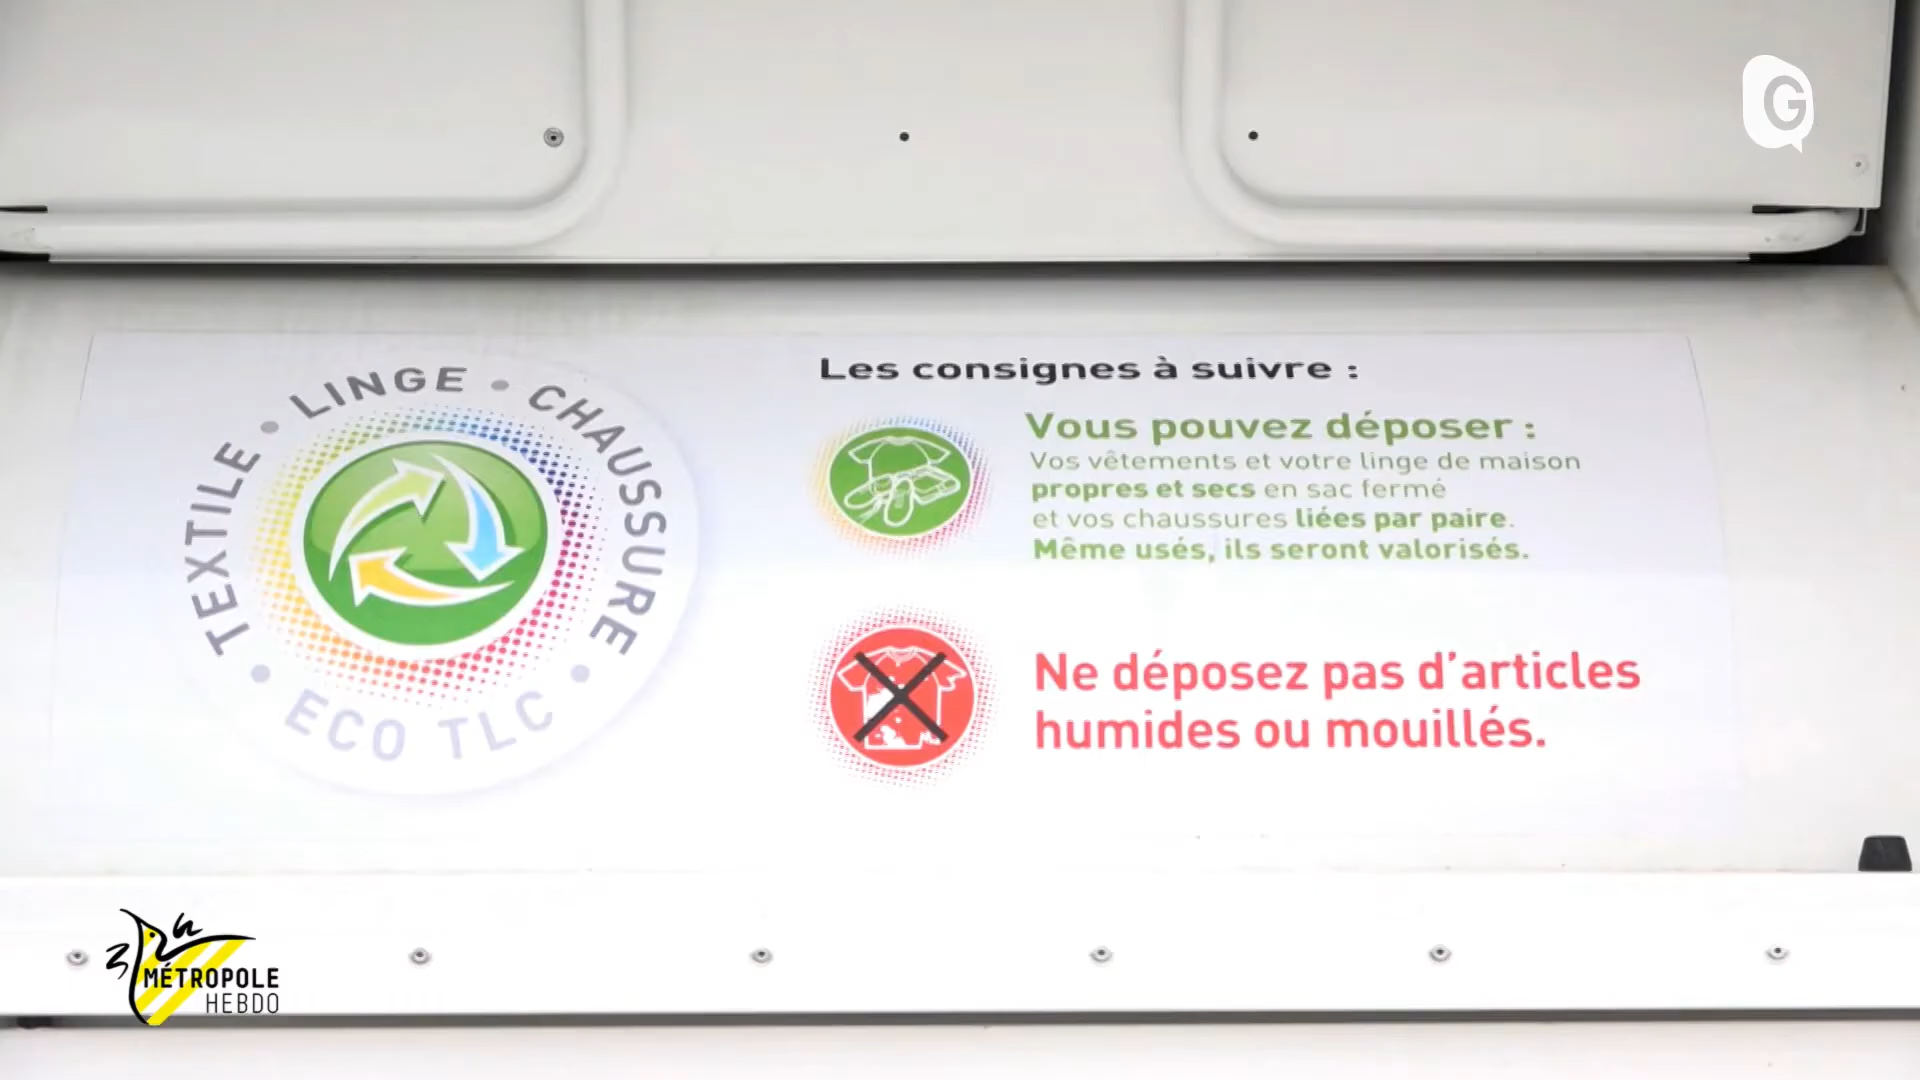 G
TEXTILE • LINGE • CHAUSSURE
• ECO TLC •
Les consignes à suivre :
Vous pouvez déposer :
Vos vêtements et votre linge de maison
propres et secs en sac fermé
et vos chaussures liées par paire.
Même usés, ils seront valorisés.
Ne déposez pas d'articles
humides ou mouillés.
MÉTROPOLE
HEBDO